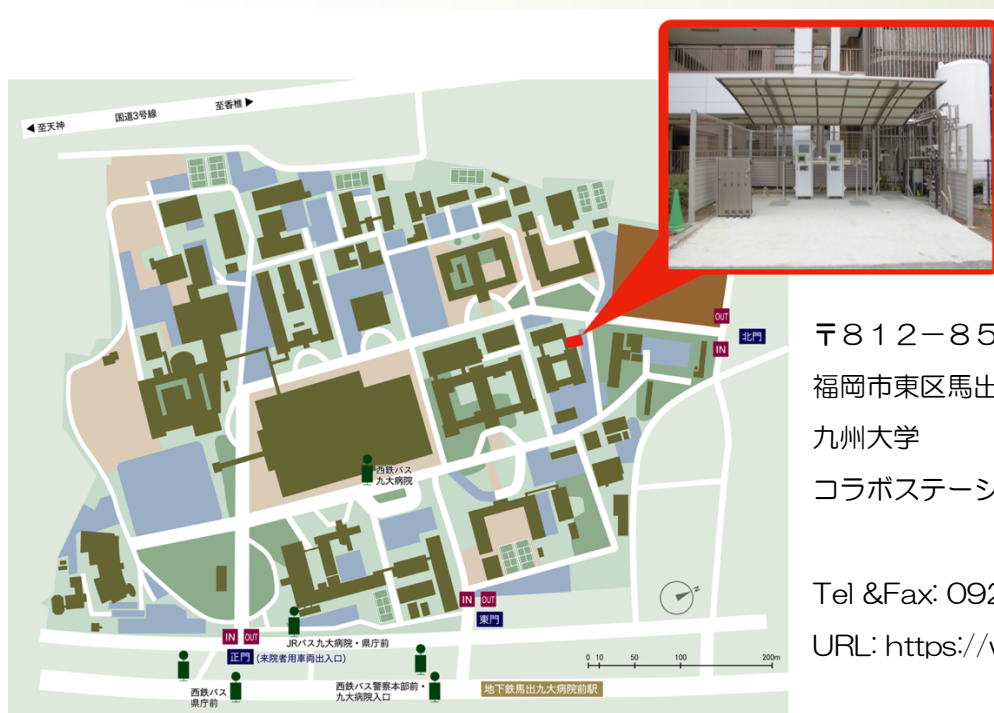 ◀至天神
国道3号線
至香椎▶
OUT
IN
北門
〒812-85
福岡市東区馬出
九州大学
コラボステーシ
Tel &Fax: 092
URL: https://
西鉄バス
九大病院
N
IN OUT
東門
JRバス九大病院・県庁前
IN OUT
正門 (来院者用車両出入口)
西鉄バス
県庁前
西鉄バス警察本部前・
九大病院入口
地下鉄馬出九大病院前駅
0 10 50 100 200m